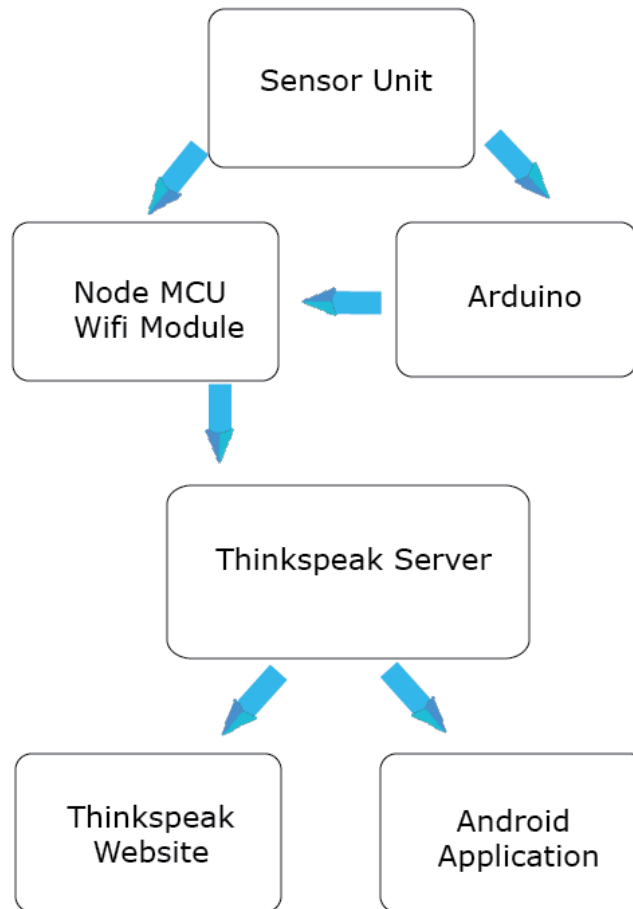 Sensor Unit
Node MCU
Wifi Module
Arduino
Thinkspeak Server
Thinkspeak
Website
Android
Application